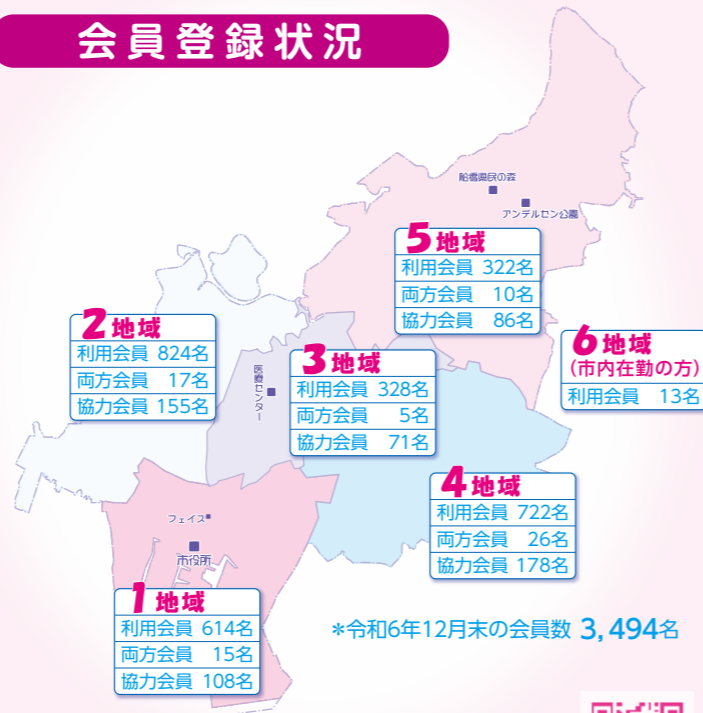 会員登録状況
船橋県民の森
アンデルセン公園
5地域
利用会員 322名
両方会員 10名
協力会員 86名
2地域
利用会員 824名
両方会員 17名
協力会員 155名
医療センター
3地域
利用会員 328名
両方会員 5名
協力会員 71名
6地域
(市内在勤の方)
利用会員 13名
4地域
利用会員 722名
両方会員 26名
協力会員 178名
フェイス
市役所
1地域
利用会員 614名
両方会員 15名
協力会員 108名
*令和6年12月末の会員数 3,494名